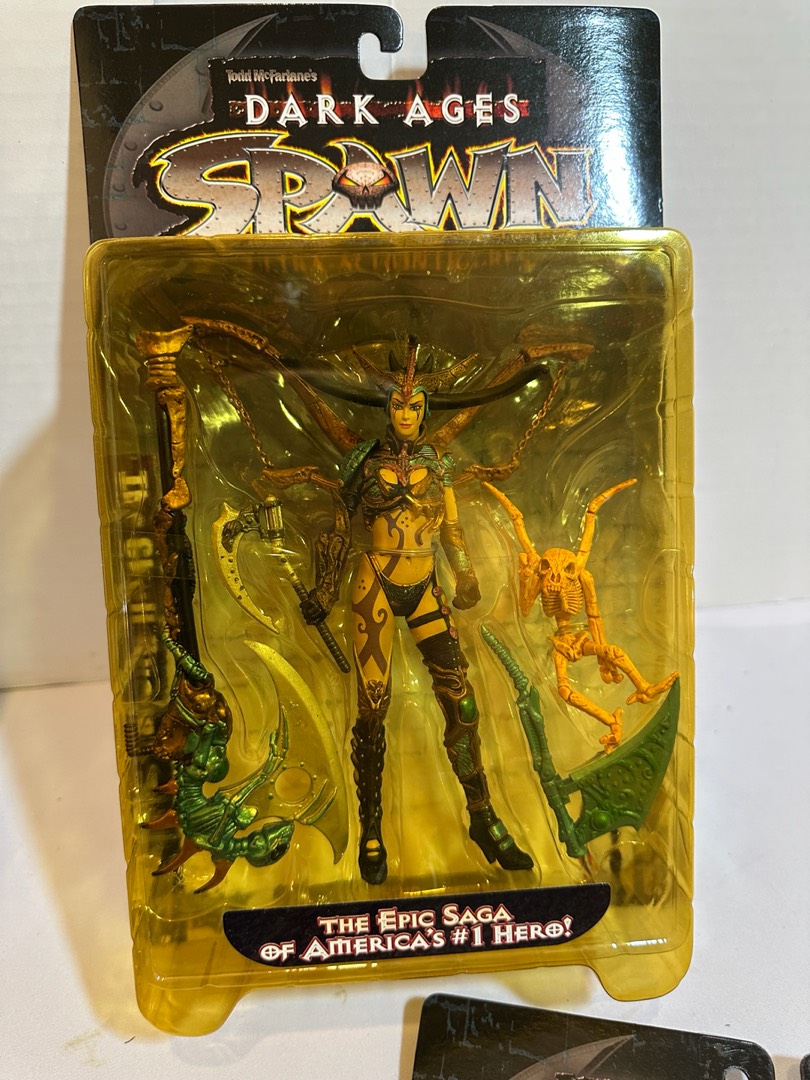 Todd McFarlane's
DARK AGES
SPAWN
THE EPIC SAGA
OF AMERICA'S #1 HERO!